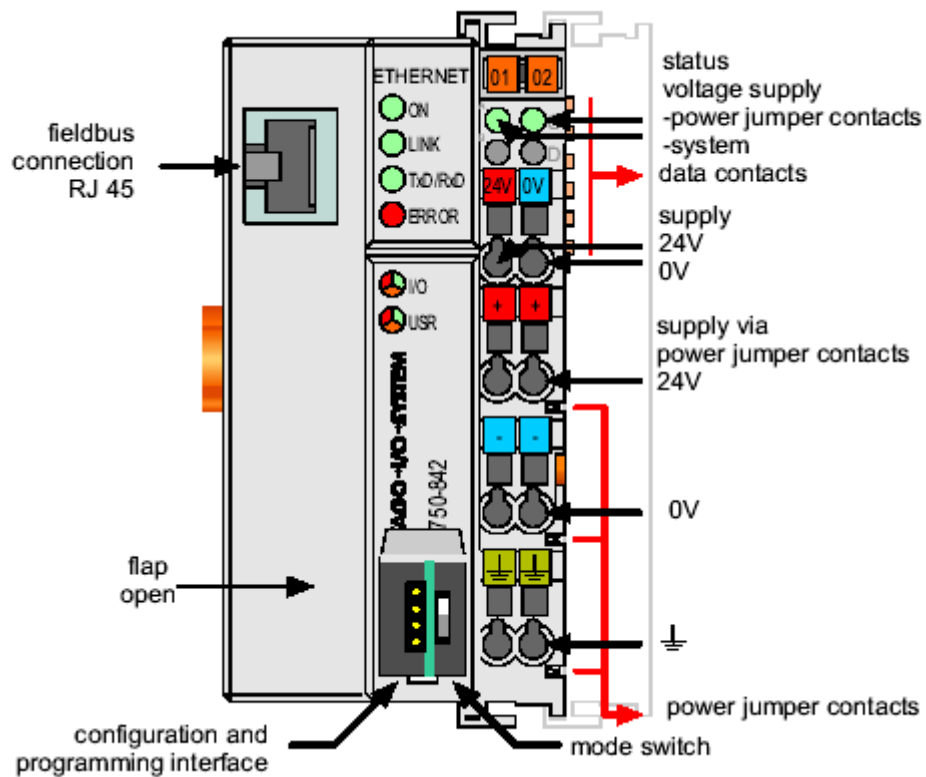 ETHERNET
ON
LINK
TxD/RxD
ERROR
I/O
USR
750-842
01 02
D
24V 0V
+ +
- -
fieldbus
connection
RJ 45
flap
open
configuration and
programming interface
mode switch
status
voltage supply
-power jumper contacts
-system
data contacts
supply
24V
0V
supply via
power jumper contacts
24V
0V
power jumper contacts